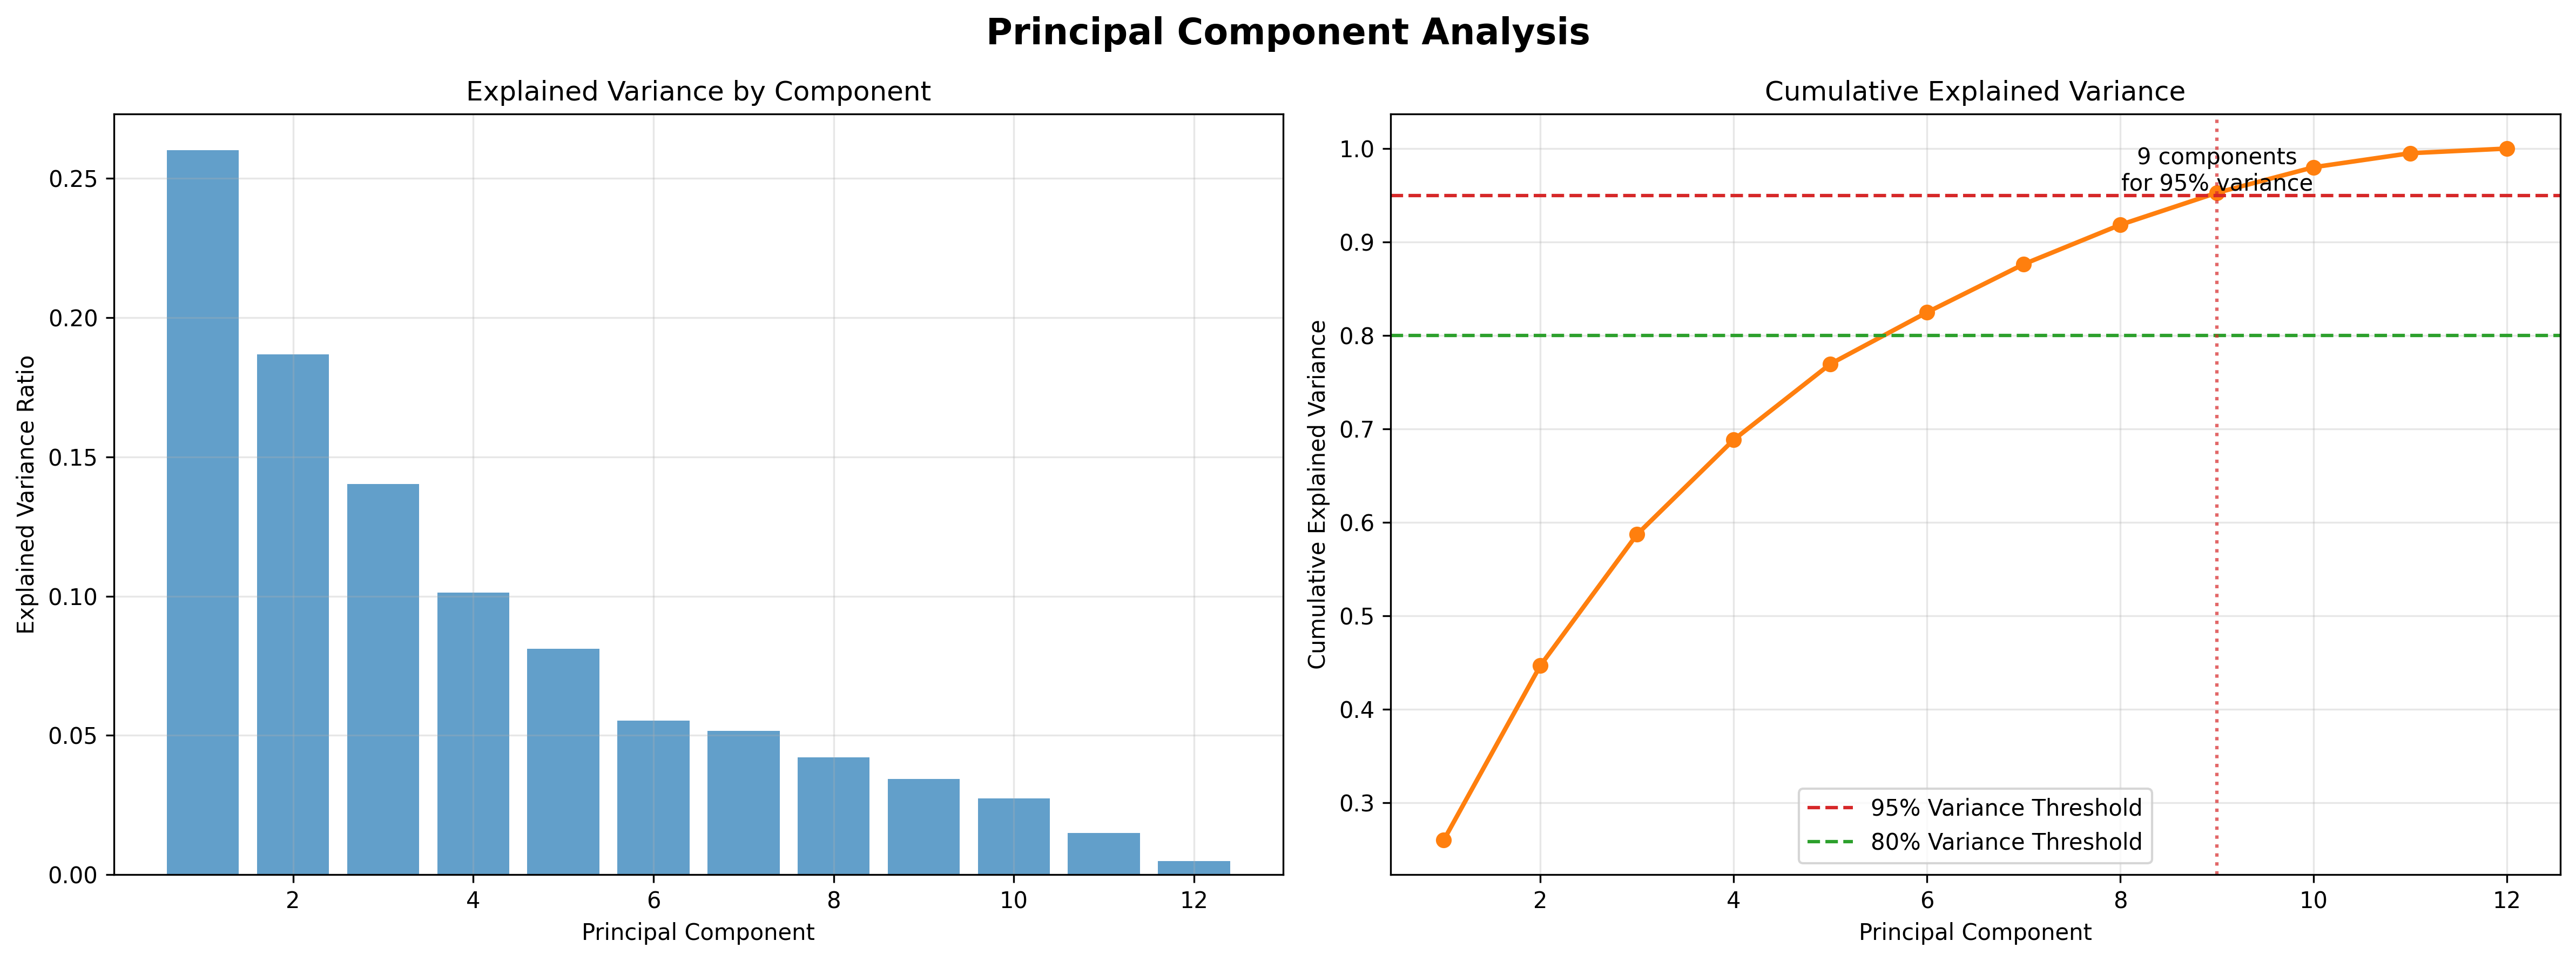 Principal Component Analysis
Explained Variance by Component
Explained Variance Ratio
0.25
0.20
0.15
0.10
0.05
0.00
2 4 6 8 10 12
Principal Component
Cumulative Explained Variance
Cumulative Explained Variance
1.0
0.9
0.8
0.7
0.6
0.5
0.4
0.3
9 components
for 95% variance
95% Variance Threshold
80% Variance Threshold
2 4 6 8 10 12
Principal Component